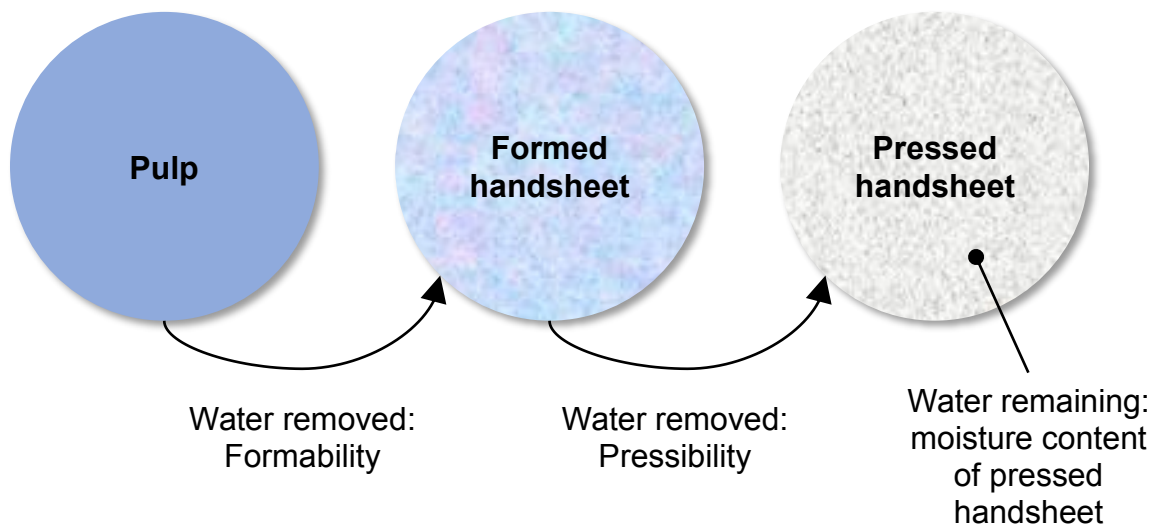 Pulp
Formed
handsheet
Pressed
handsheet
Water removed:
Formability
Water removed:
Pressibility
Water remaining:
moisture content
of pressed
handsheet